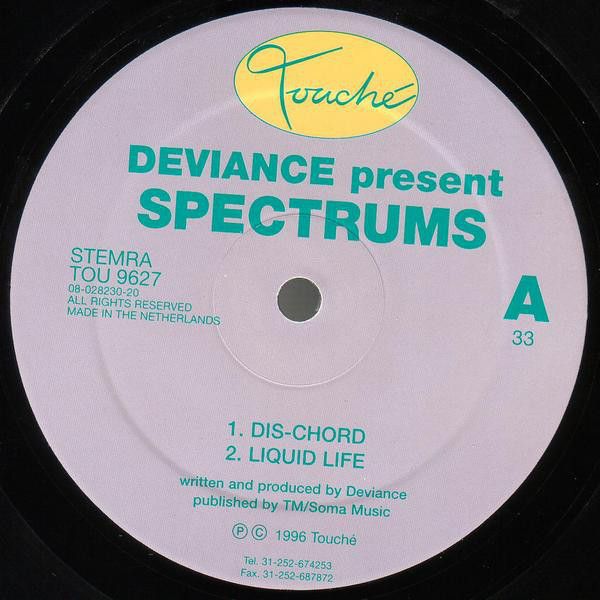 Touché
DEVIANCE present
SPECTRUMS
STEMRA
TOU 9627
08-028230-20
ALL RIGHTS RESERVED
MADE IN THE NETHERLANDS
A
33
1. DIS-CHORD
2. LIQUID LIFE
written and produced by Deviance
published by TM/Soma Music
Ⓟ © 1996 Touché
Tel. 31-252-674253
Fax. 31-252-687872